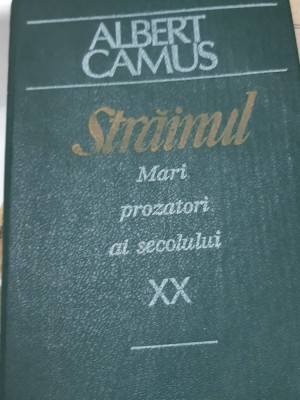 ALBERT
CAMUS
Străinul
Mari
prozatori
ai secolului
XX